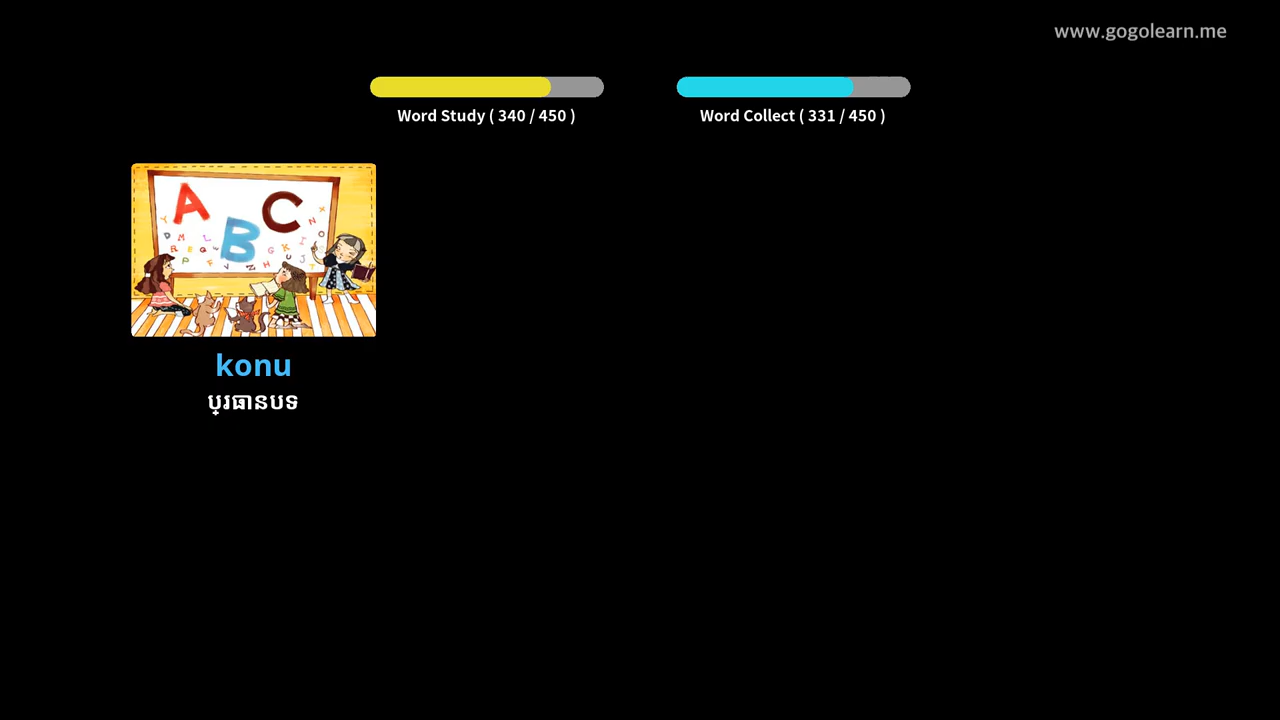 www.gogolearn.me
Word Study ( 340 / 450 )
Word Collect ( 331 / 450 )
A B C
konu
ប្រធានបទ